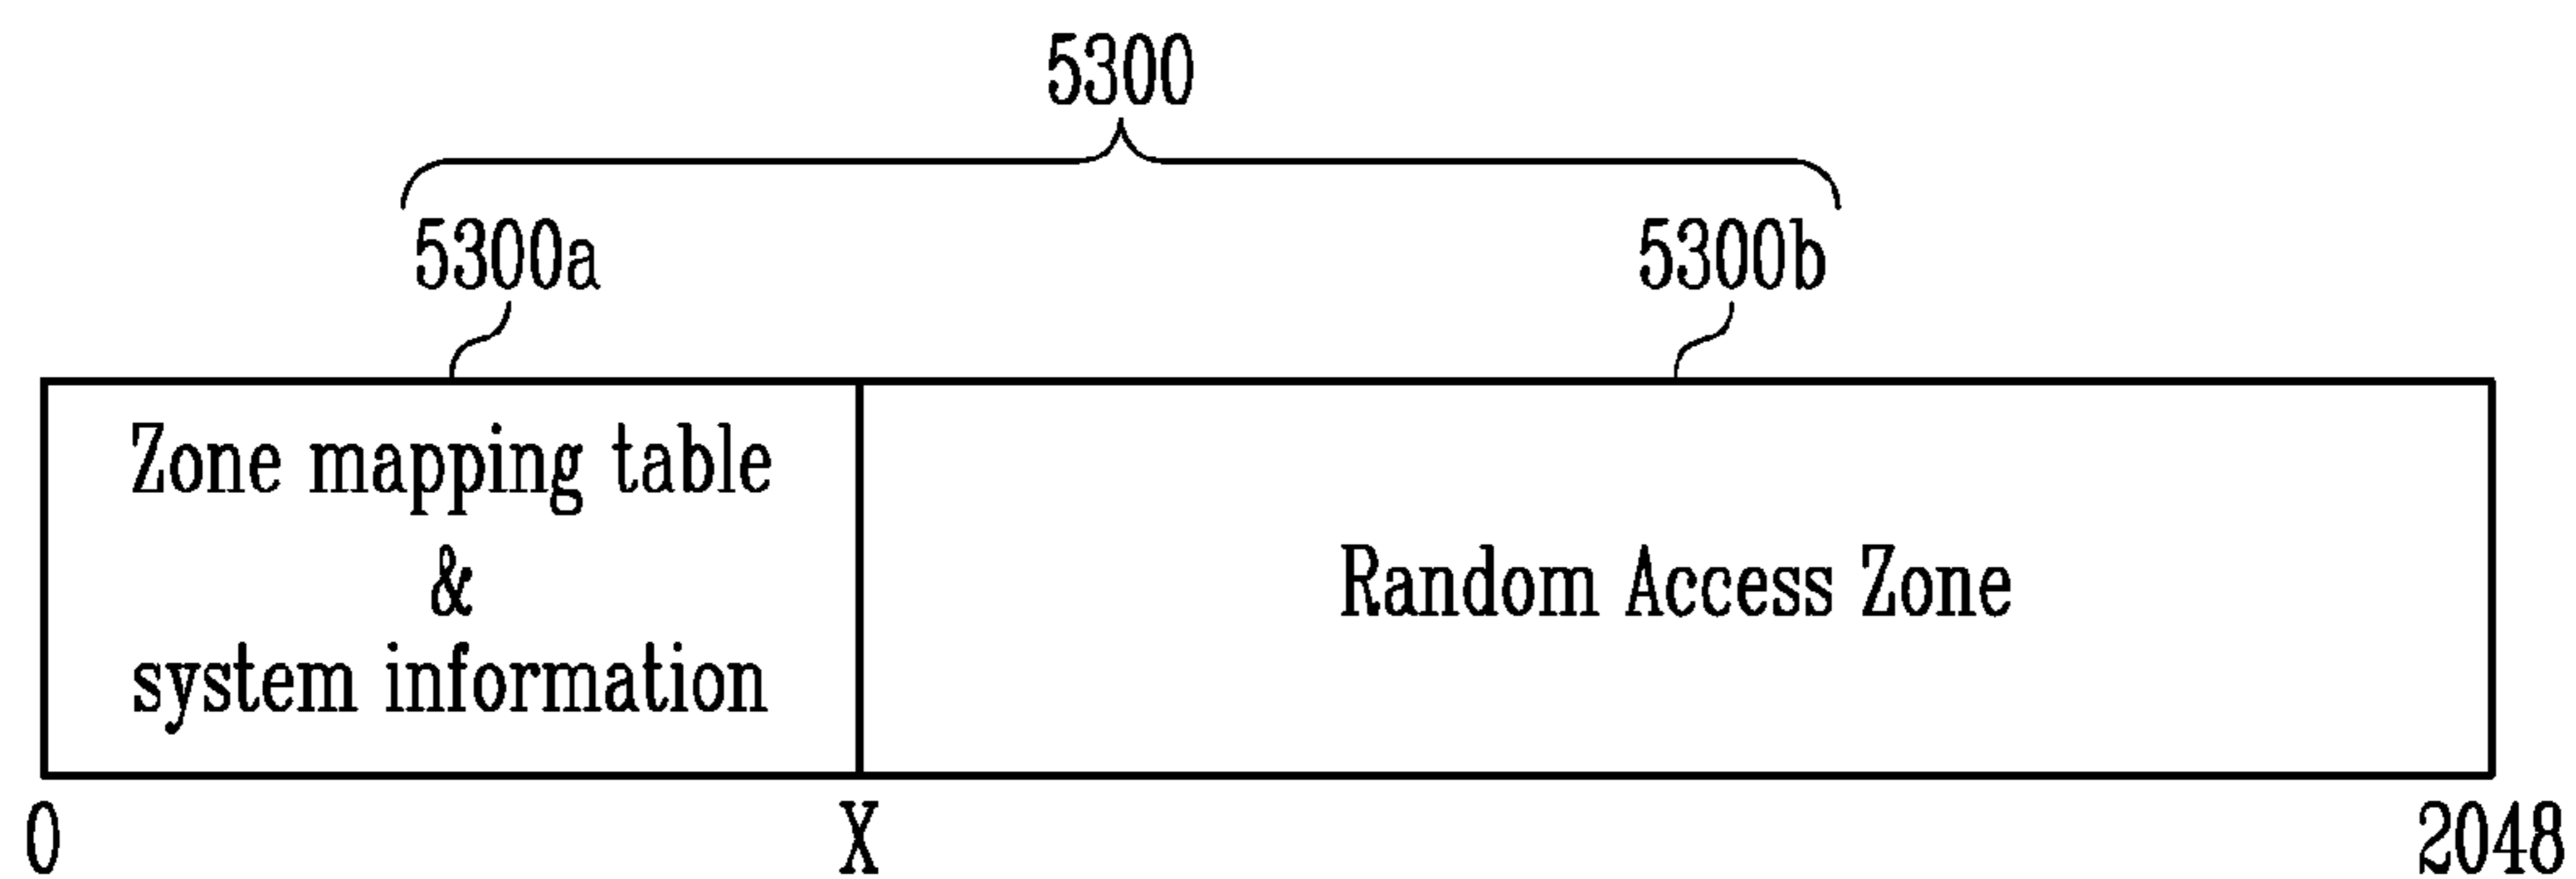 5300
5300a
5300b
Zone mapping table
&
system information
Random Access Zone
0
X
2048